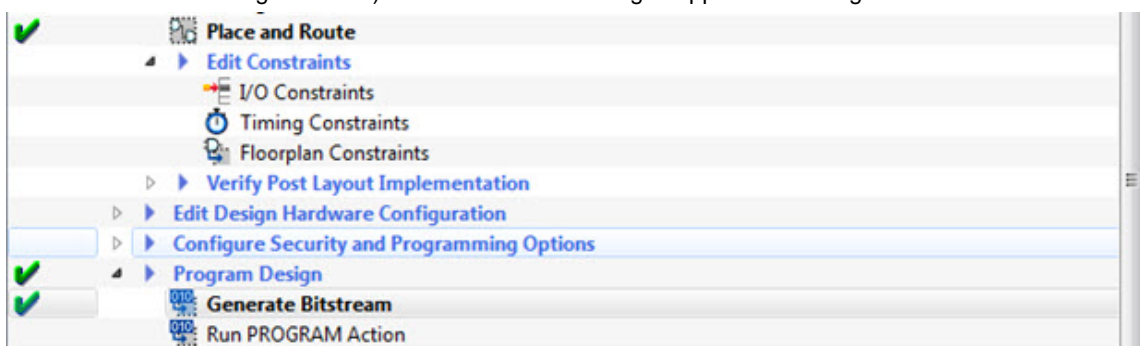 Place and Route
Edit Constraints
I/O Constraints
Timing Constraints
Floorplan Constraints
Verify Post Layout Implementation
Edit Design Hardware Configuration
Configure Security and Programming Options
Program Design
Generate Bitstream
Run PROGRAM Action